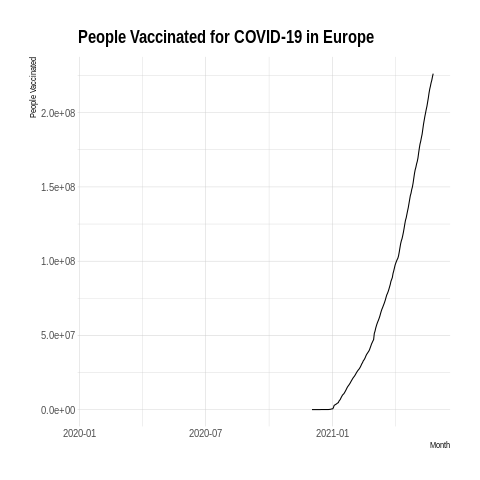 People Vaccinated for COVID-19 in Europe
People Vaccinated
2.0e+08
1.5e+08
1.0e+08
5.0e+07
0.0e+00
2020-01
2020-07
2021-01
Month